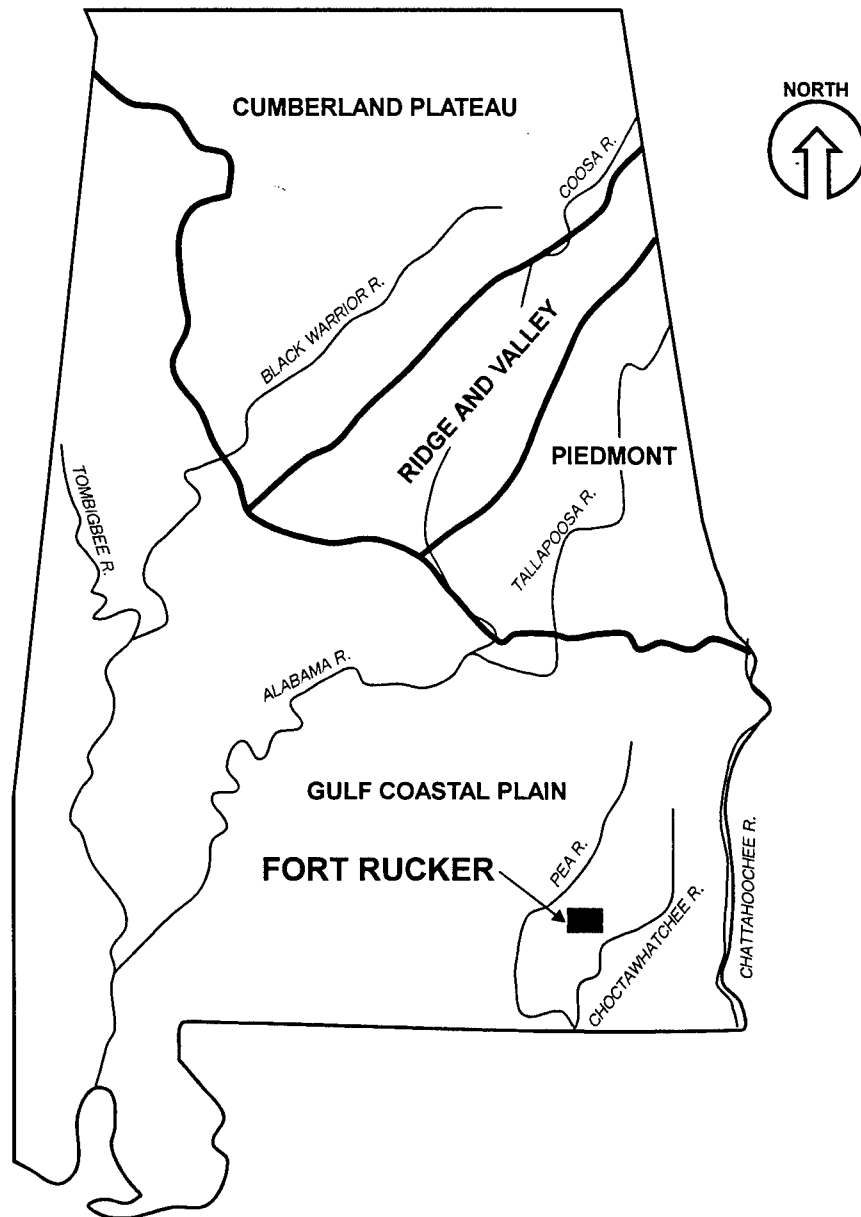 NORTH
CUMBERLAND PLATEAU
COOSA R.
BLACK WARRIOR R.
RIDGE AND VALLEY
PIEDMONT
TOMBIGBEE R.
TALLAPOOSA R.
ALABAMA R.
GULF COASTAL PLAIN
FORT RUCKER
PEA R.
CHOCTAWHATCHEE R.
CHATTAHOOCHEE R.